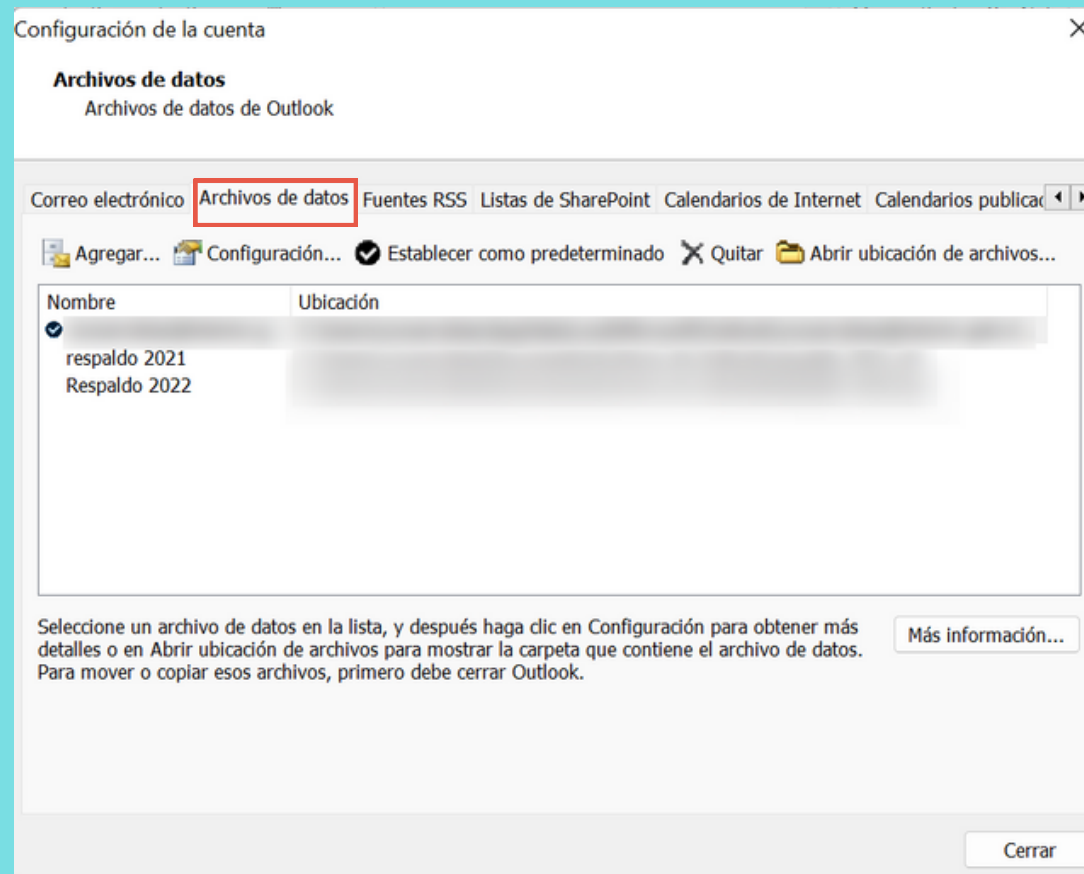 Configuración de la cuenta
Archivos de datos
Archivos de datos de Outlook
Correo electrónico Archivos de datos Fuentes RSS Listas de SharePoint Calendarios de Internet Calendarios publicac
Agregar... Configuración... Establecer como predeterminado Quitar Abrir ubicación de archivos...
Nombre Ubicación
respaldo 2021
Respaldo 2022
Seleccione un archivo de datos en la lista, y después haga clic en Configuración para obtener más
detalles o en Abrir ubicación de archivos para mostrar la carpeta que contiene el archivo de datos.
Para mover o copiar esos archivos, primero debe cerrar Outlook.
Más información...
Cerrar